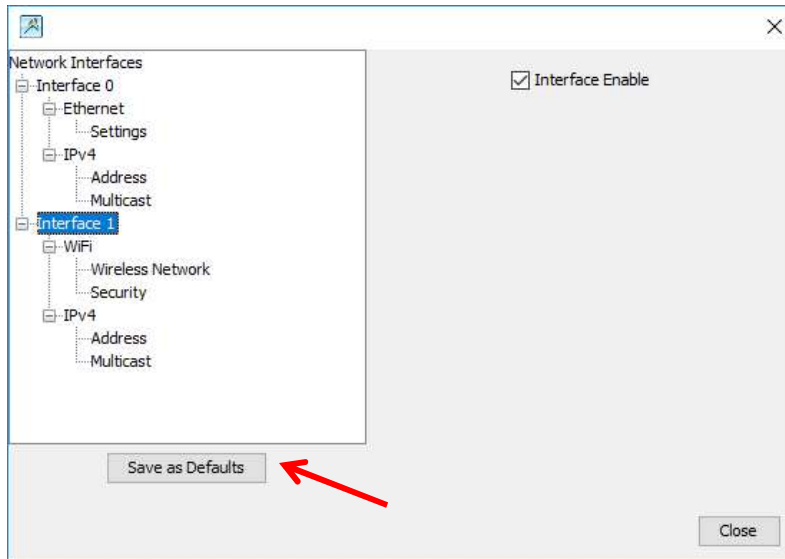 Network Interfaces
Interface 0
Ethernet
Settings
IPv4
Address
Multicast
Interface 1
WiFi
Wireless Network
Security
IPv4
Address
Multicast
Interface Enable
Save as Defaults
Close